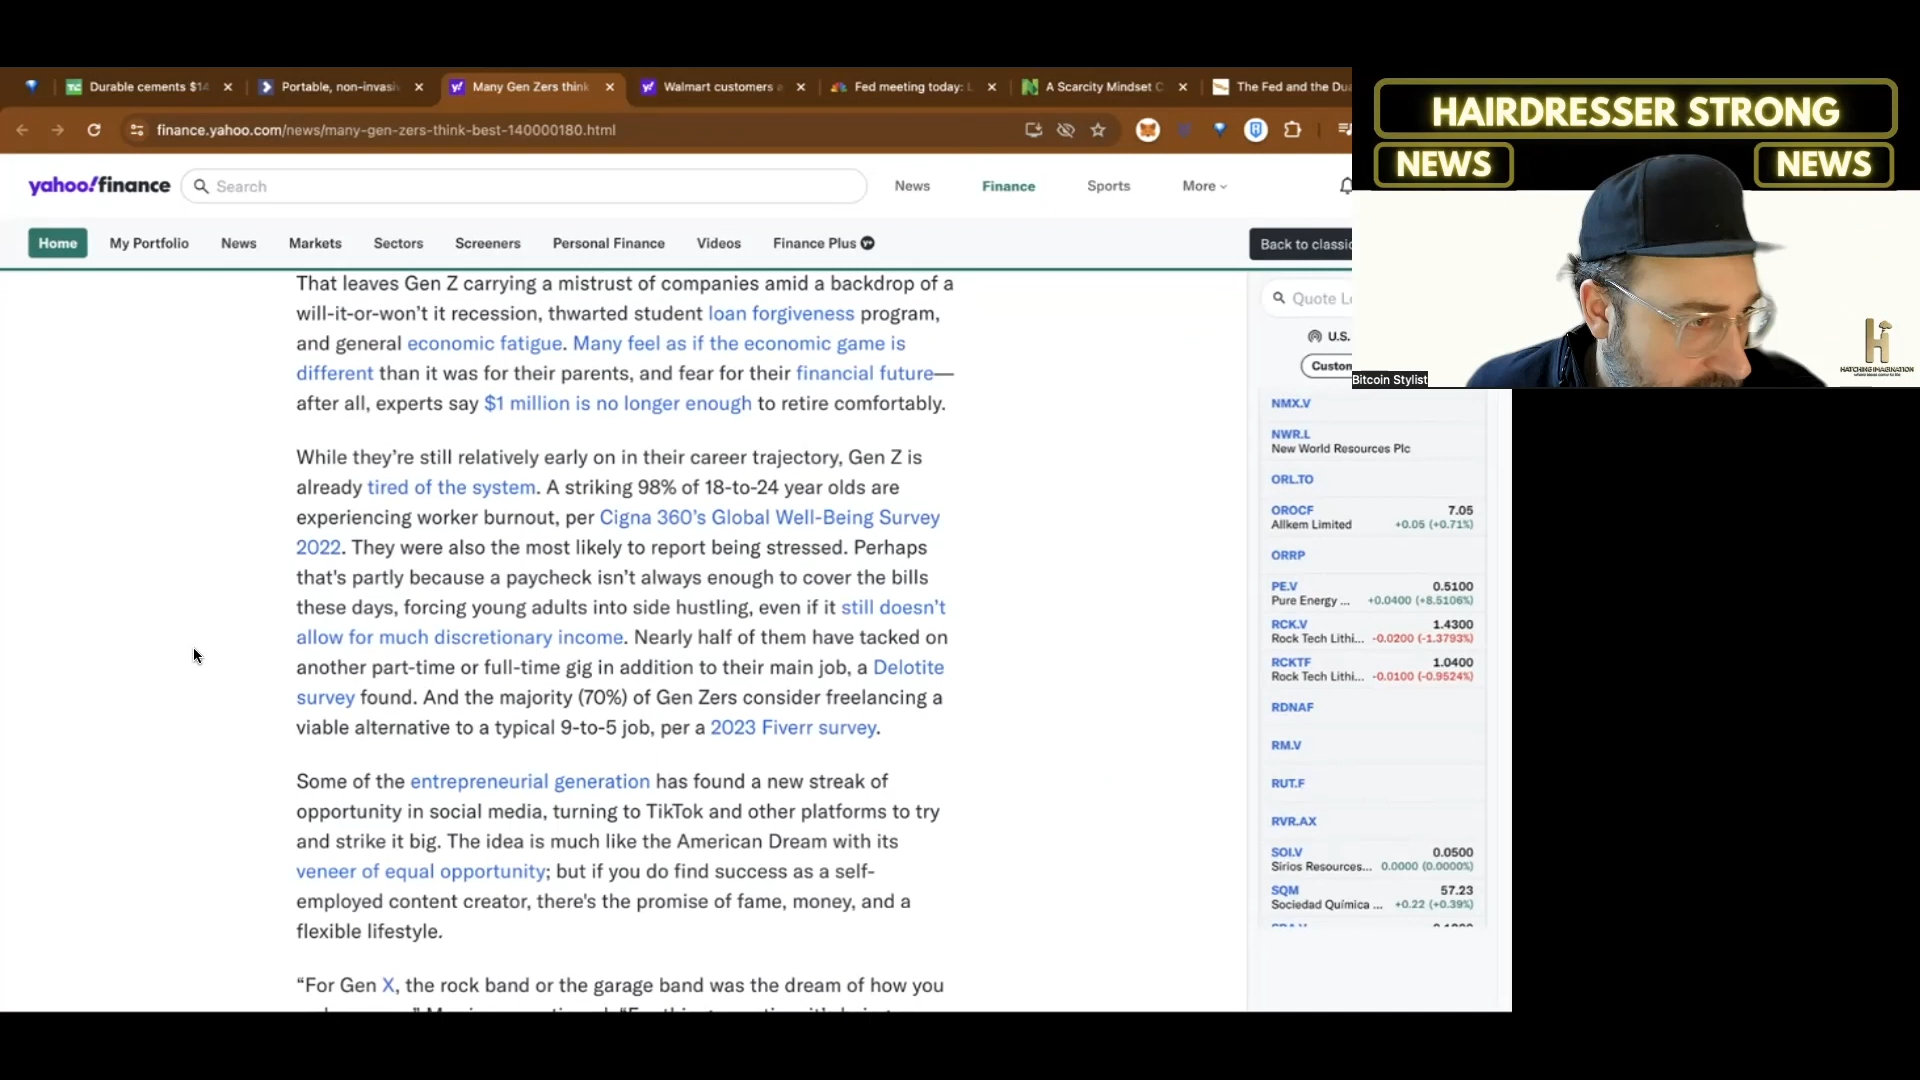 Durable cements $14
Portable, non-invasi
Many Gen Zers think
Walmart customers
Fed meeting today:
A Scarcity Mindset C
The Fed and the Dua
finance.yahoo.com/news/many-gen-zers-think-best-140000180.html
yahoo!finance
Search
News
Finance
Sports
More
Home
My Portfolio
News
Markets
Sectors
Screeners
Personal Finance
Videos
Finance Plus
Back to classic
That leaves Gen Z carrying a mistrust of companies amid a backdrop of a
will-it-or-won’t it recession, thwarted student loan forgiveness program,
and general economic fatigue. Many feel as if the economic game is
different than it was for their parents, and fear for their financial future—
after all, experts say $1 million is no longer enough to retire comfortably.
While they’re still relatively early on in their career trajectory, Gen Z is
already tired of the system. A striking 98% of 18-to-24 year olds are
experiencing worker burnout, per Cigna 360’s Global Well-Being Survey
2022. They were also the most likely to report being stressed. Perhaps
that's partly because a paycheck isn’t always enough to cover the bills
these days, forcing young adults into side hustling, even if it still doesn’t
allow for much discretionary income. Nearly half of them have tacked on
another part-time or full-time gig in addition to their main job, a Delotite
survey found. And the majority (70%) of Gen Zers consider freelancing a
viable alternative to a typical 9-to-5 job, per a 2023 Fiverr survey.
Some of the entrepreneurial generation has found a new streak of
opportunity in social media, turning to TikTok and other platforms to try
and strike it big. The idea is much like the American Dream with its
veneer of equal opportunity; but if you do find success as a self-
employed content creator, there's the promise of fame, money, and a
flexible lifestyle.
“For Gen X, the rock band or the garage band was the dream of how you
Quote Lo
U.S.
Custom
NMX.V
NWR.L
New World Resources Plc
ORL.TO
OROCF 7.05
Allkem Limited +0.05 (+0.71%)
ORRP
PE.V 0.5100
Pure Energy ... +0.0400 (+8.5106%)
RCK.V 1.4300
Rock Tech Lithi... -0.0200 (-1.3793%)
RCKTF 1.0400
Rock Tech Lithi... -0.0100 (-0.9524%)
RDNAF
RM.V
RUT.F
RVR.AX
SOI.V 0.0500
Sirios Resources... 0.0000 (0.0000%)
SQM 57.23
Sociedad Química ... +0.22 (+0.39%)
HAIRDRESSER STRONG
NEWS
NEWS
HATCHING IMAGINATION
Bitcoin Stylist